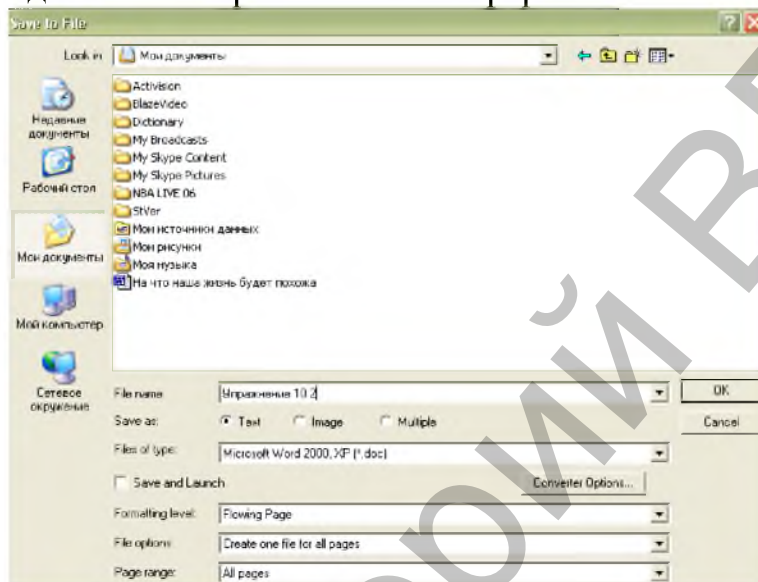 Save to File
Look in
Мои документы
Недавние документы
Рабочий стол
Мои документы
Мой компьютер
Сетевое окружение
Activision
BlazeVideo
Dictionary
My Broadcasts
My Skype Content
My Skype Pictures
NBA LIVE 06
StVer
Мои источники данных
Мои рисунки
Моя музыка
На что наша жизнь будет похожа
File name
Упражнение 10 2
OK
Save as:
Text
Image
Multiple
Cancel
Files of type:
Microsoft Word 2000, XP (*.doc)
Save and Launch
Converter Options...
Formatting level:
Flowing Page
File options
Create one file for all pages
Page range:
All pages